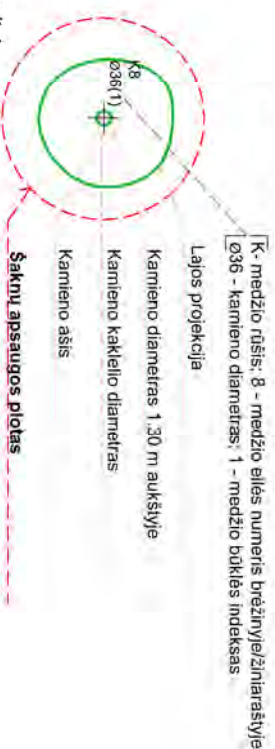 K8
ø36(1)
K- medžio rūšis; 8 - medžio eilės numeris brėžinyje/žiniaraštyje
ø36 - kamieno diametras; 1 - medžio būklės indeksas
Lajos projekcija
Kamieno diametras 1,30 m aukštyje
Kamieno kaklelio diametras
Kamieno ašis
Šaknų apsaugos plotas